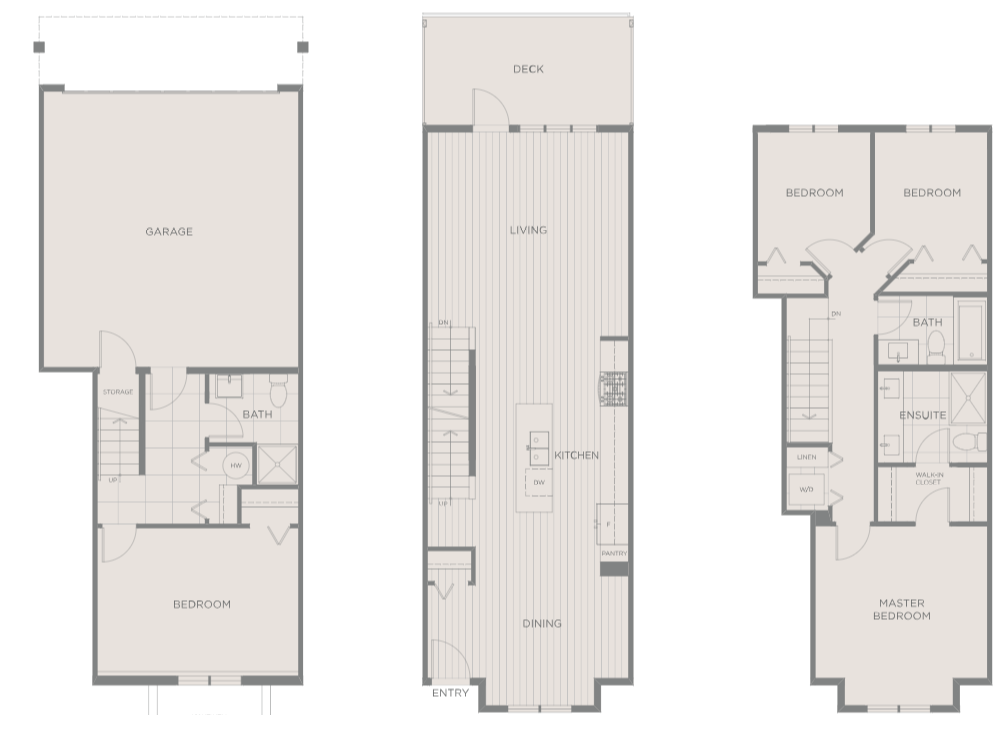 GARAGE
STORAGE
BATH
HW
UP
BEDROOM
DECK
LIVING
DN
KITCHEN
DW
UP
F
PANTRY
DINING
ENTRY
BEDROOM
BEDROOM
DN
BATH
ENSUITE
LINEN
W/D
WALK-IN
CLOSET
MASTER
BEDROOM